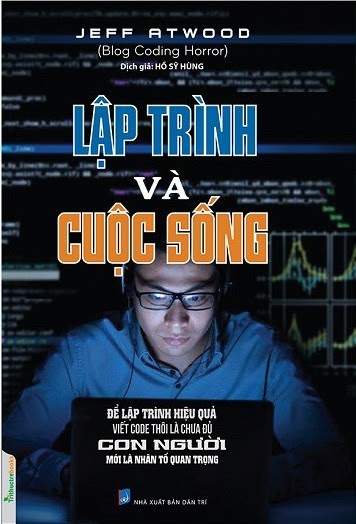 JEFF ATWOOD
(Blog Coding Horror)
Dịch giả: HỒ SỸ HÙNG
LẬP TRÌNH
VÀ
CUỘC SỐNG
ĐỂ LẬP TRÌNH HIỆU QUẢ
VIẾT CODE THÔI LÀ CHƯA ĐỦ
CON NGƯỜI
MỚI LÀ NHÂN TỐ QUAN TRỌNG
NHÀ XUẤT BẢN DÂN TRÍ
Trithuctrebooks